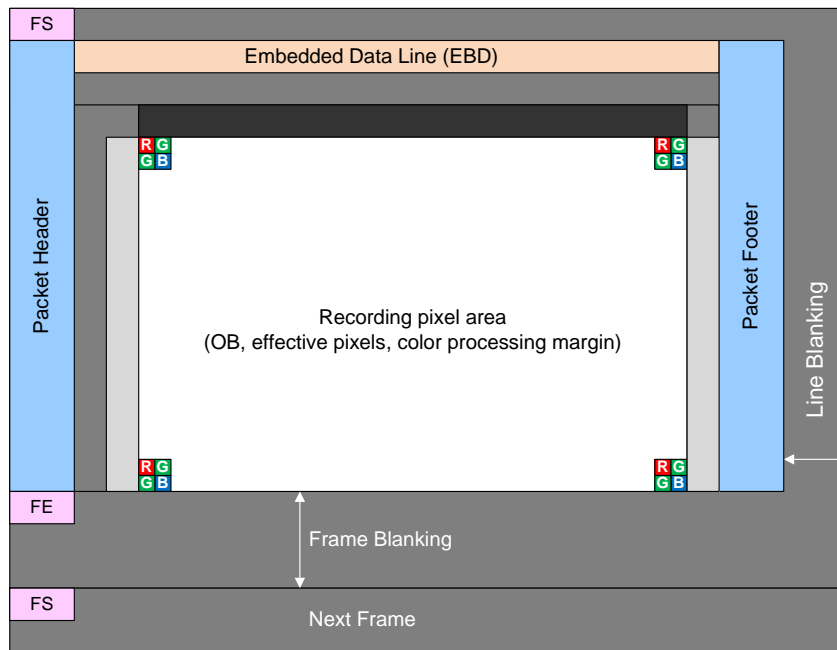 FS
Embedded Data Line (EBD)
R G
G B
R G
G B
Packet Header
Recording pixel area
(OB, effective pixels, color processing margin)
Packet Footer
Line Blanking
R G
G B
R G
G B
FE
Frame Blanking
FS
Next Frame